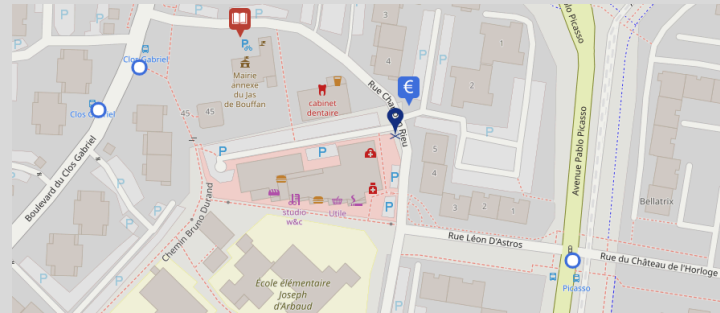 Clos Gabriel
Clos Gabriel
Boulevard du Clos Gabriel
Mairie
annexe
du Jas
de Bouffan
45
45
cabinet
dentaire
€
1
2
3
4
P
Avenue Pablo Picasso
Pablo Picasso
Chemin Bruno Durand
studio-
w&c
Utile
5
4
3
2
1
Bellatrix
Rue Léon D'Astros
Rue du Château de l'Horloge
Picasso
École élémentaire
Joseph
d'Arbaud